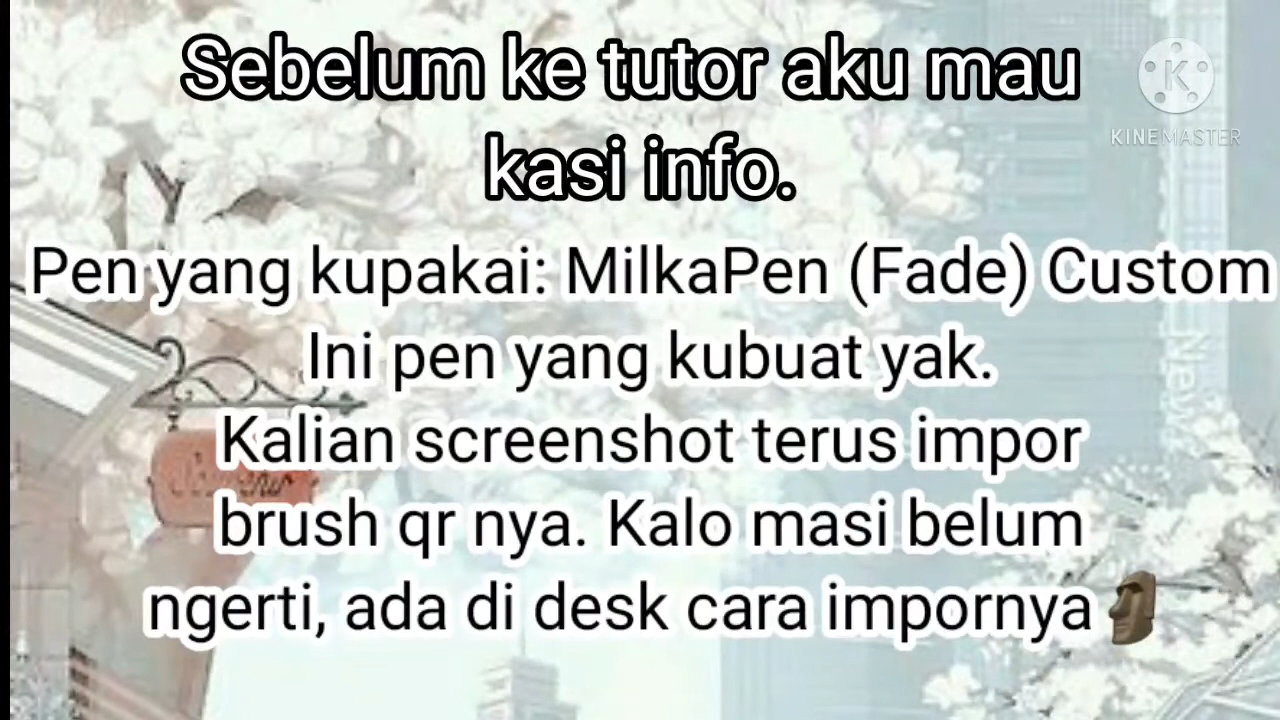 Sebelum ke tutor aku mau
kasi info.
KINEMASTER
Pen yang kupakai: MilkaPen (Fade) Custom
Ini pen yang kubuat yak.
Kalian screenshot terus impor
brush qr nya. Kalo masi belum
ngerti, ada di desk cara impornya🗿